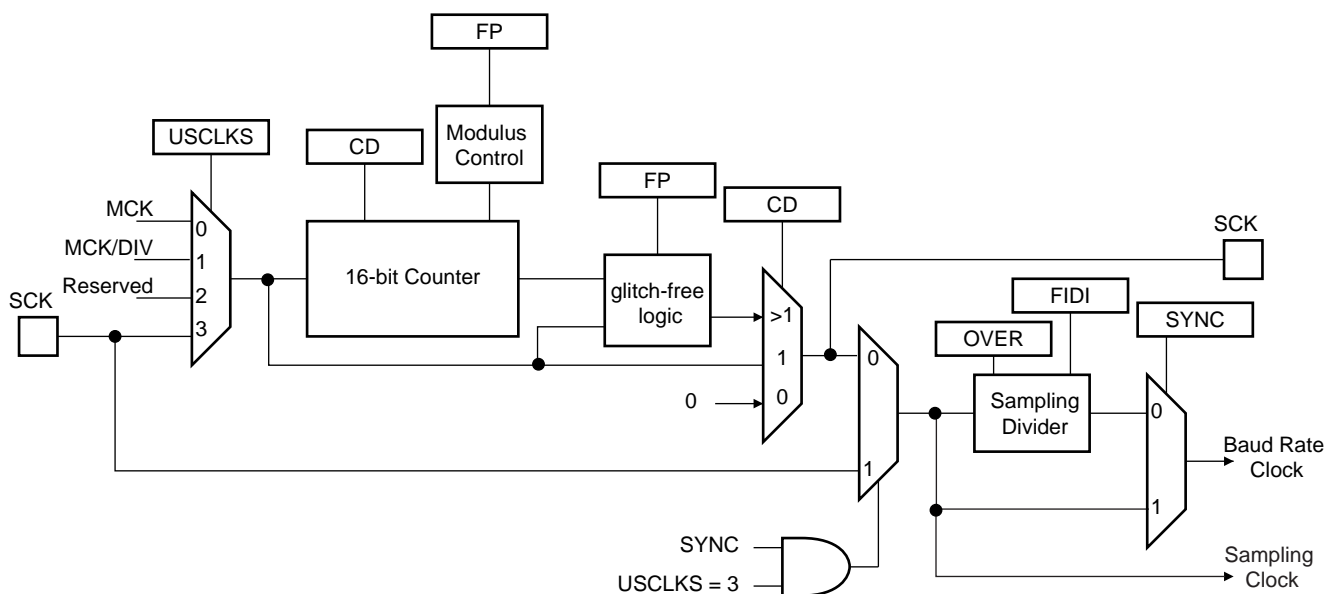 FP
USCLKS
CD
Modulus
Control
FP
CD
SCK
MCK
0
MCK/DIV
1
16-bit Counter
Reserved
2
glitch-free
logic
FIDI
SCK
3
>1
SYNC
OVER
1
0
0
0
Sampling
Divider
0
1
Baud Rate
Clock
1
SYNC
USCLKS = 3
Sampling
Clock